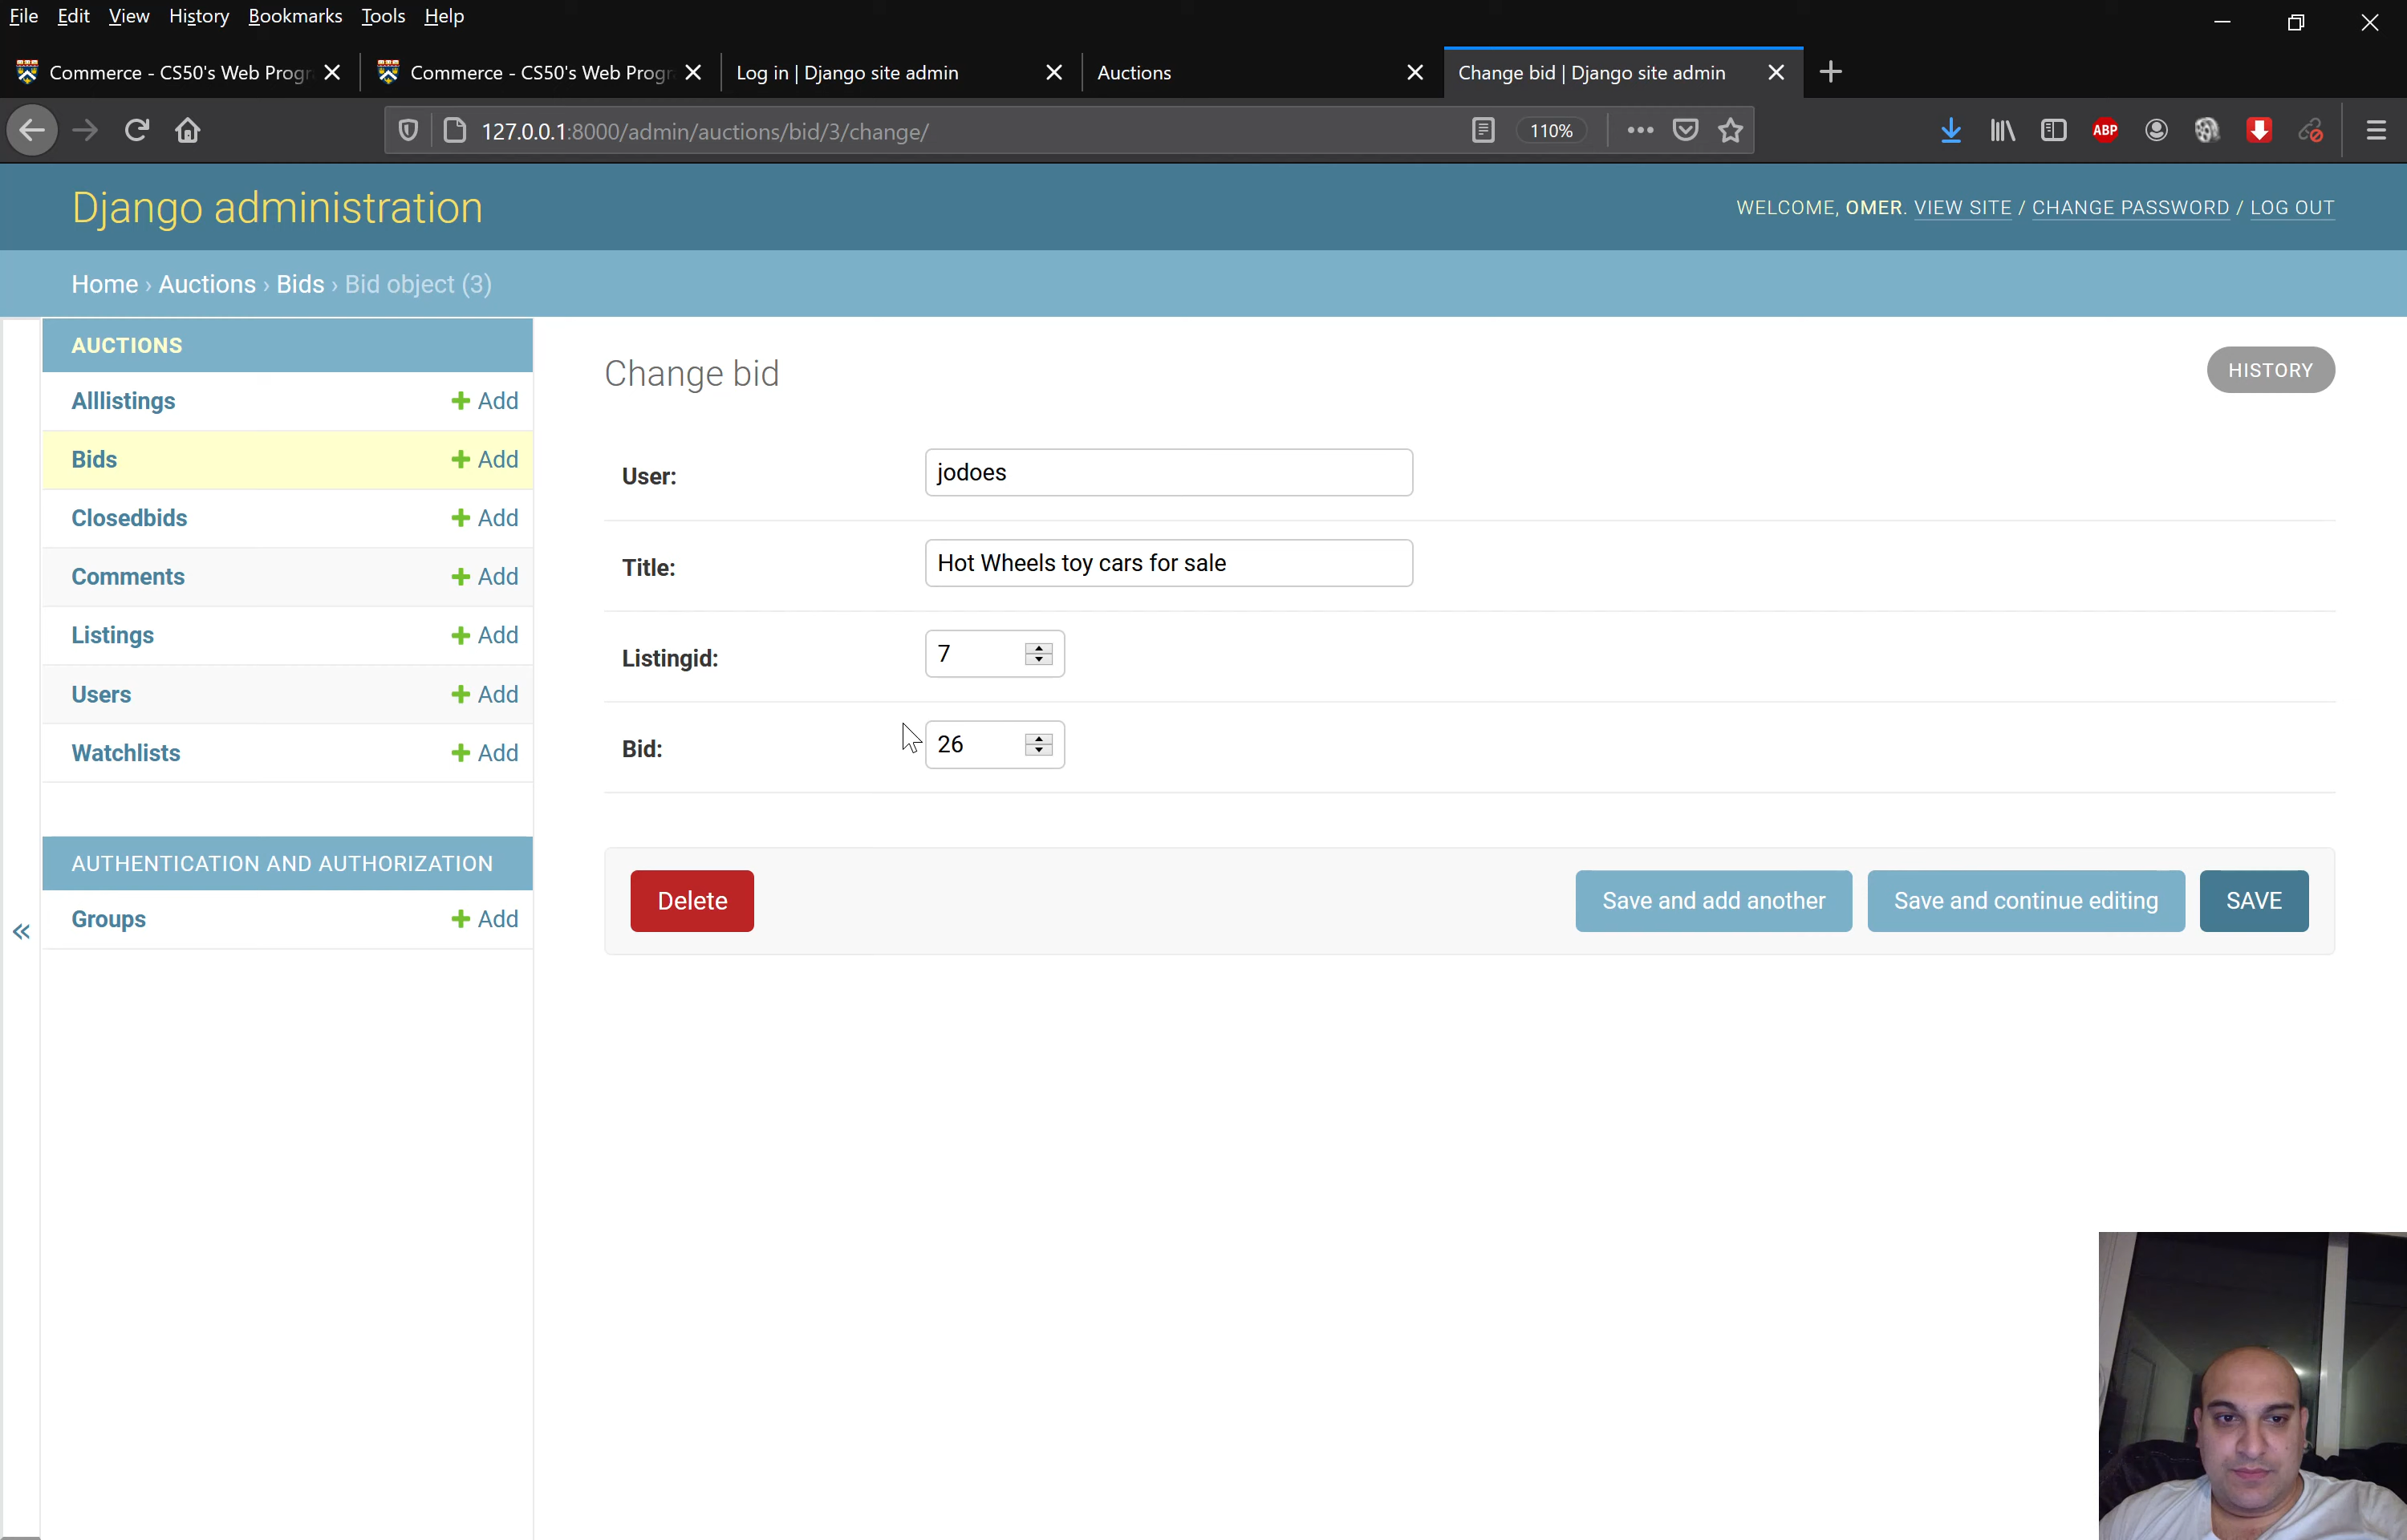 File Edit View History Bookmarks Tools Help
Commerce - CS50's Web Progr
Commerce - CS50's Web Progr
Log in | Django site admin
Auctions
Change bid | Django site admin
127.0.0.1:8000/admin/auctions/bid/3/change/
110%
ABP
Django administration
WELCOME, OMER. VIEW SITE / CHANGE PASSWORD / LOG OUT
Home › Auctions › Bids › Bid object (3)
AUCTIONS
Alllistings + Add
Bids + Add
Closedbids + Add
Comments + Add
Listings + Add
Users + Add
Watchlists + Add
AUTHENTICATION AND AUTHORIZATION
Groups + Add
«
Change bid
HISTORY
User: jodoes
Title: Hot Wheels toy cars for sale
Listingid: 7
Bid: 26
Delete
Save and add another
Save and continue editing
SAVE